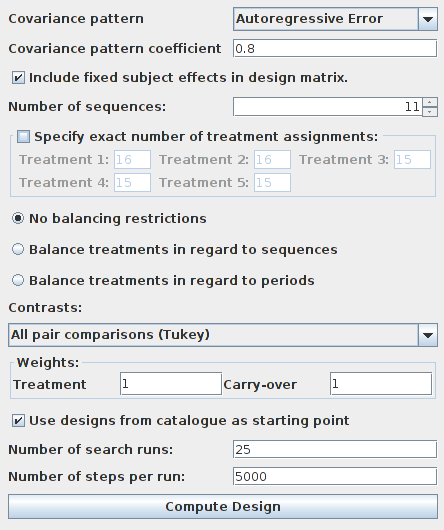 Covariance pattern Autoregressive Error
Covariance pattern coefficient 0.8
Include fixed subject effects in design matrix.
Number of sequences: 11
Specify exact number of treatment assignments:
Treatment 1: 16 Treatment 2: 16 Treatment 3: 15
Treatment 4: 15 Treatment 5: 15
No balancing restrictions
Balance treatments in regard to sequences
Balance treatments in regard to periods
Contrasts:
All pair comparisons (Tukey)
Weights:
Treatment 1 Carry-over 1
Use designs from catalogue as starting point
Number of search runs: 25
Number of steps per run: 5000
Compute Design